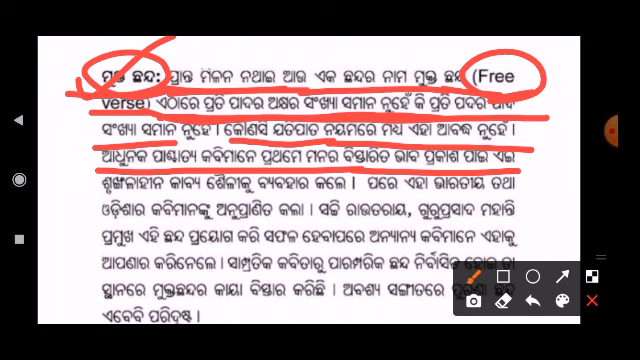 ମୁକ୍ତ ଛନ୍ଦ: ପ୍ରାନ୍ତ ମିଳନ ନଥାଇ ଆଉ ଏକ ଛନ୍ଦର ନାମ ମୁକ୍ତ ଛନ୍ଦ (Free
verse) ଏଠାରେ ପ୍ରତି ପାଦର ଅକ୍ଷର ସଂଖ୍ୟା ସମାନ ନୁହେଁ କି ପ୍ରତି ପଦର ପାଦ
ସଂଖ୍ୟା ସମାନ ନୁହେଁ । କୌଣସି ଯତିପାତ ନିୟମରେ ମଧ୍ୟ ଏହା ଆବଦ୍ଧ ନୁହେଁ ।
ଆଧୁନିକ ପାଶ୍ଚାତ୍ୟ କବିମାନେ ପ୍ରଥମେ ମନର ବିସ୍ତାରିତ ଭାବ ପ୍ରକାଶ ପାଇଁ ଏଇ
ଶୃଙ୍ଖଳାହୀନ କାବ୍ୟ ଶୈଳୀକୁ ବ୍ୟବହାର କଲେ । ପରେ ଏହା ଭାରତୀୟ ତଥା
ଓଡ଼ିଶାର କବିମାନଙ୍କୁ ଅନୁପ୍ରାଣିତ କଲା । ସଚ୍ଚି ରାଉତରାୟ, ଗୁରୁପ୍ରସାଦ ମହାନ୍ତି
ପ୍ରମୁଖ ଏହି ଛନ୍ଦ ପ୍ରୟୋଗ କରି ସଫଳ ହେବାପରେ ଅନ୍ୟାନ୍ୟ କବିମାନେ ଏହାକୁ
ଆପଣାର କରିନେଲେ । ସାମ୍ପ୍ରତିକ କବିତାରୁ ପାରମ୍ପରିକ ଛନ୍ଦ ନିର୍ବାସିତ ହୋଇ ତା
ସ୍ଥାନରେ ମୁକ୍ତଛନ୍ଦର କାୟା ବିସ୍ତାର କରିଛି । ଅବଶ୍ୟ ସଙ୍ଗୀତରେ ପୁରୁଣା ଛନ୍ଦ
ଏବେବି ପରିଦୃଷ୍ଟ ।